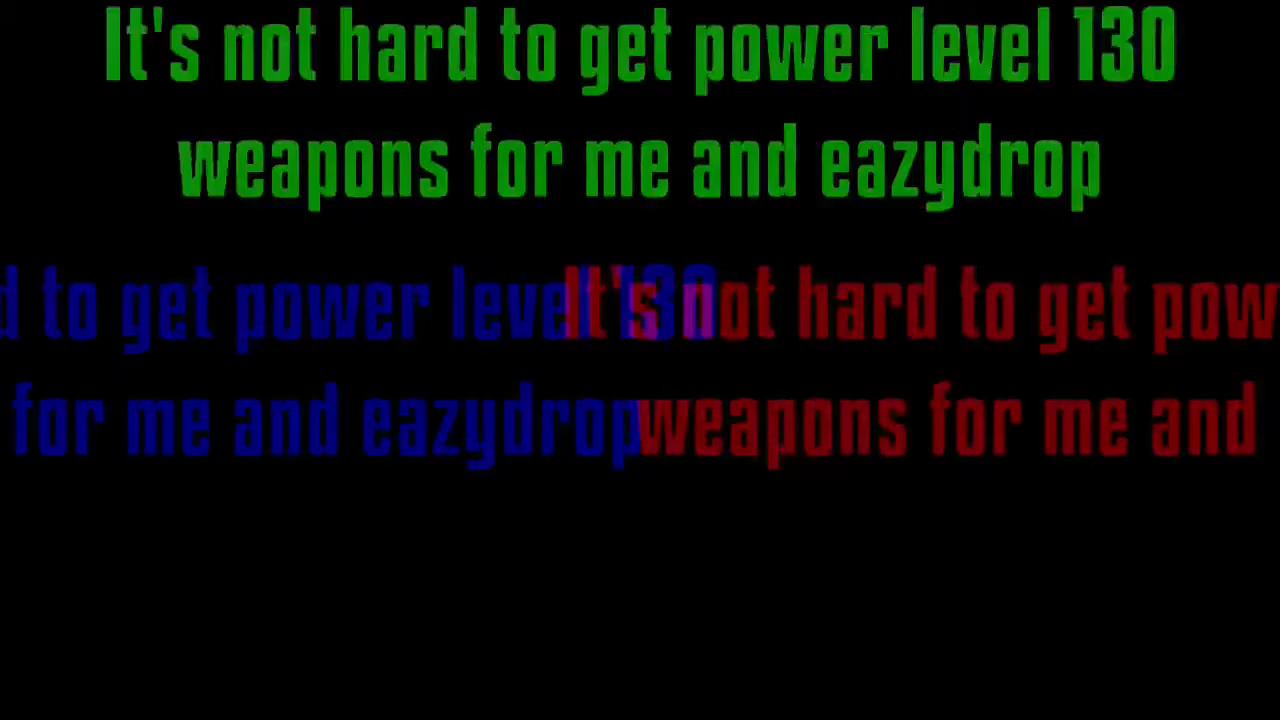 It's not hard to get power level 130
weapons for me and eazydrop
to get power level 130 It's not hard to get pow
for me and eazydrop weapons for me and